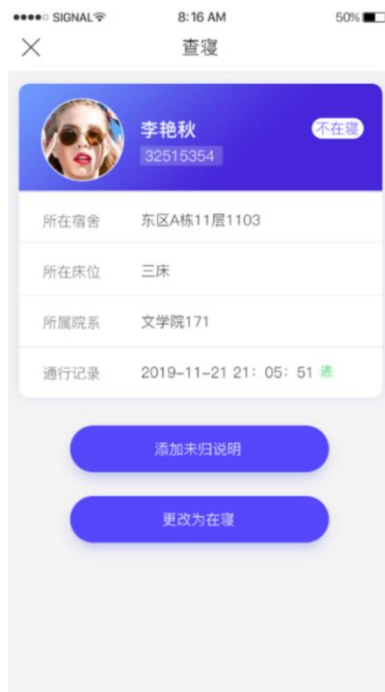 SIGNAL 8:16 AM 50%
查寝
李艳秋 不在寝
32515354
所在宿舍 东区A栋11层1103
所在床位 三床
所属院系 文学院171
通行记录 2019-11-21 21：05：51 进
添加未归说明
更改为在寝